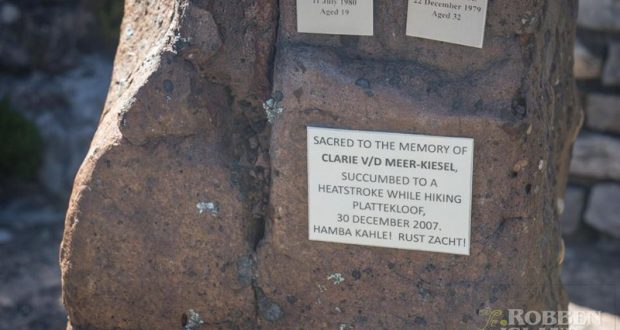 11 July 1980
Aged 19
22 December 1979
Aged 32
SACRED TO THE MEMORY OF
CLARIE V/D MEER-KIESEL,
SUCCUMBED TO A
HEATSTROKE WHILE HIKING
PLATTEKLOOF,
30 DECEMBER 2007.
HAMBA KAHLE! RUST ZACHT!
ROBBEN
ISLAND